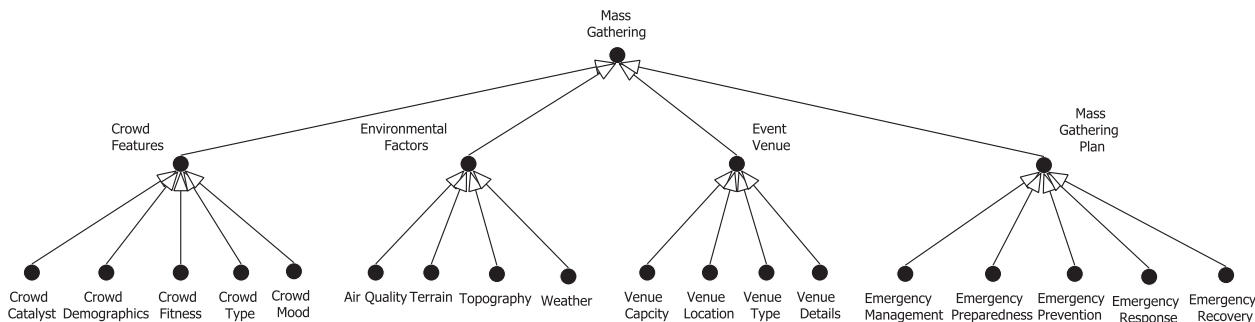 Mass
Gathering
Crowd
Features
Environmental
Factors
Event
Venue
Mass
Gathering
Plan
Crowd
Catalyst
Crowd
Demographics
Crowd
Fitness
Crowd
Type
Crowd
Mood
Air Quality
Terrain
Topography
Weather
Venue
Capcity
Venue
Location
Venue
Type
Venue
Details
Emergency
Management
Emergency
Preparedness
Emergency
Prevention
Emergency
Response
Emergency
Recovery